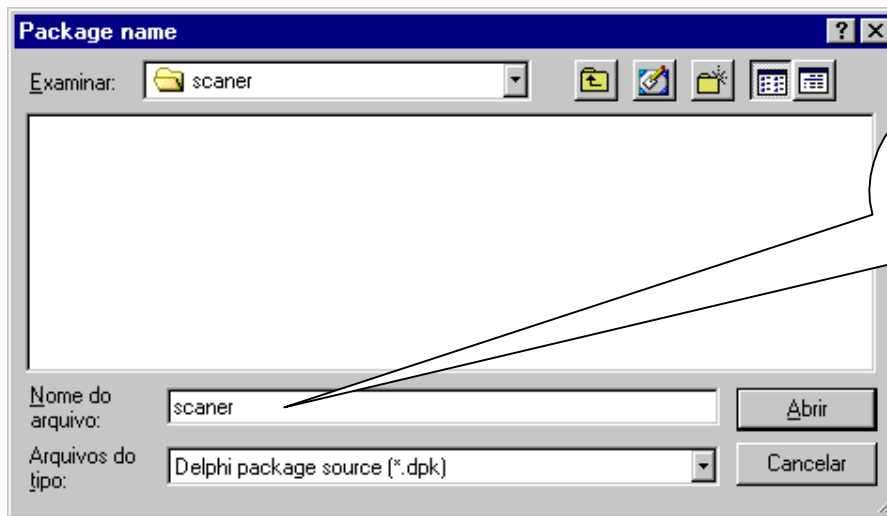 Package name
Examinar: scaner
Nome do
arquivo: scaner Abrir
Arquivos do
tipo: Delphi package source (*.dpk) Cancelar